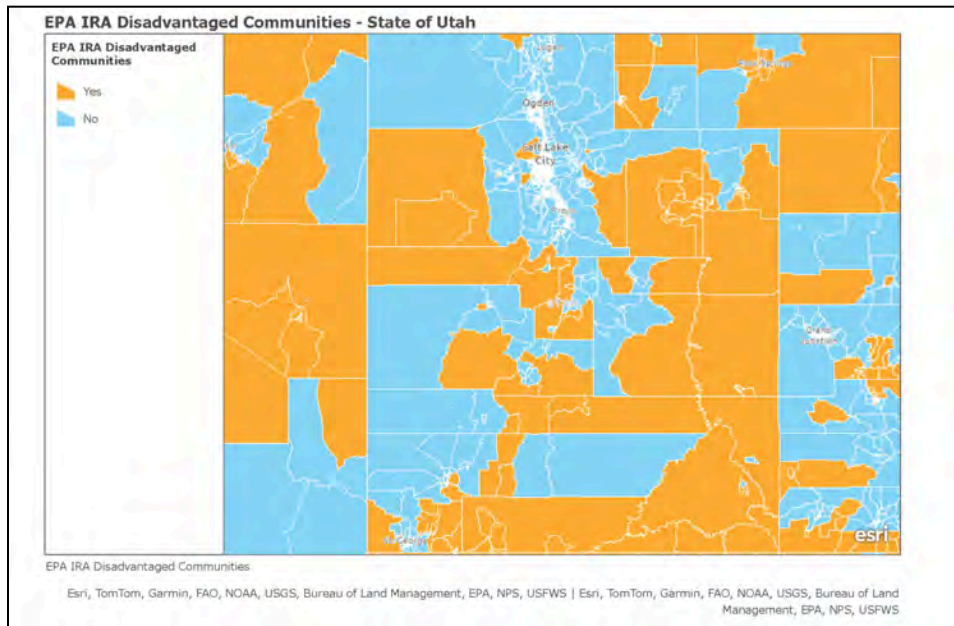 EPA IRA Disadvantaged Communities - State of Utah
EPA IRA Disadvantaged
Communities
Yes
No
Logan
Ogden
Salt Lake
City
Provo
Grand
Junction
St George
esri
EPA IRA Disadvantaged Communities
Esri, TomTom, Garmin, FAO, NOAA, USGS, Bureau of Land Management, EPA, NPS, USFWS | Esri, TomTom, Garmin, FAO, NOAA, USGS, Bureau of Land
Management, EPA, NPS, USFWS